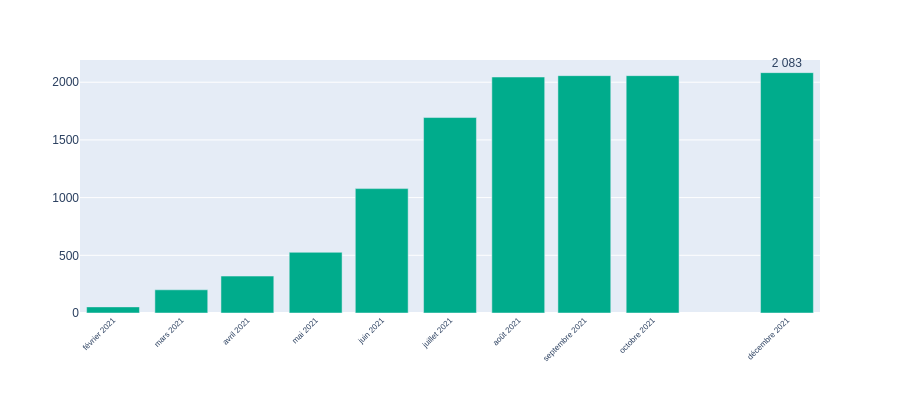 2 083
2000
1500
1000
500
0
février 2021
mars 2021
avril 2021
mai 2021
juin 2021
juillet 2021
août 2021
septembre 2021
octobre 2021
décembre 2021